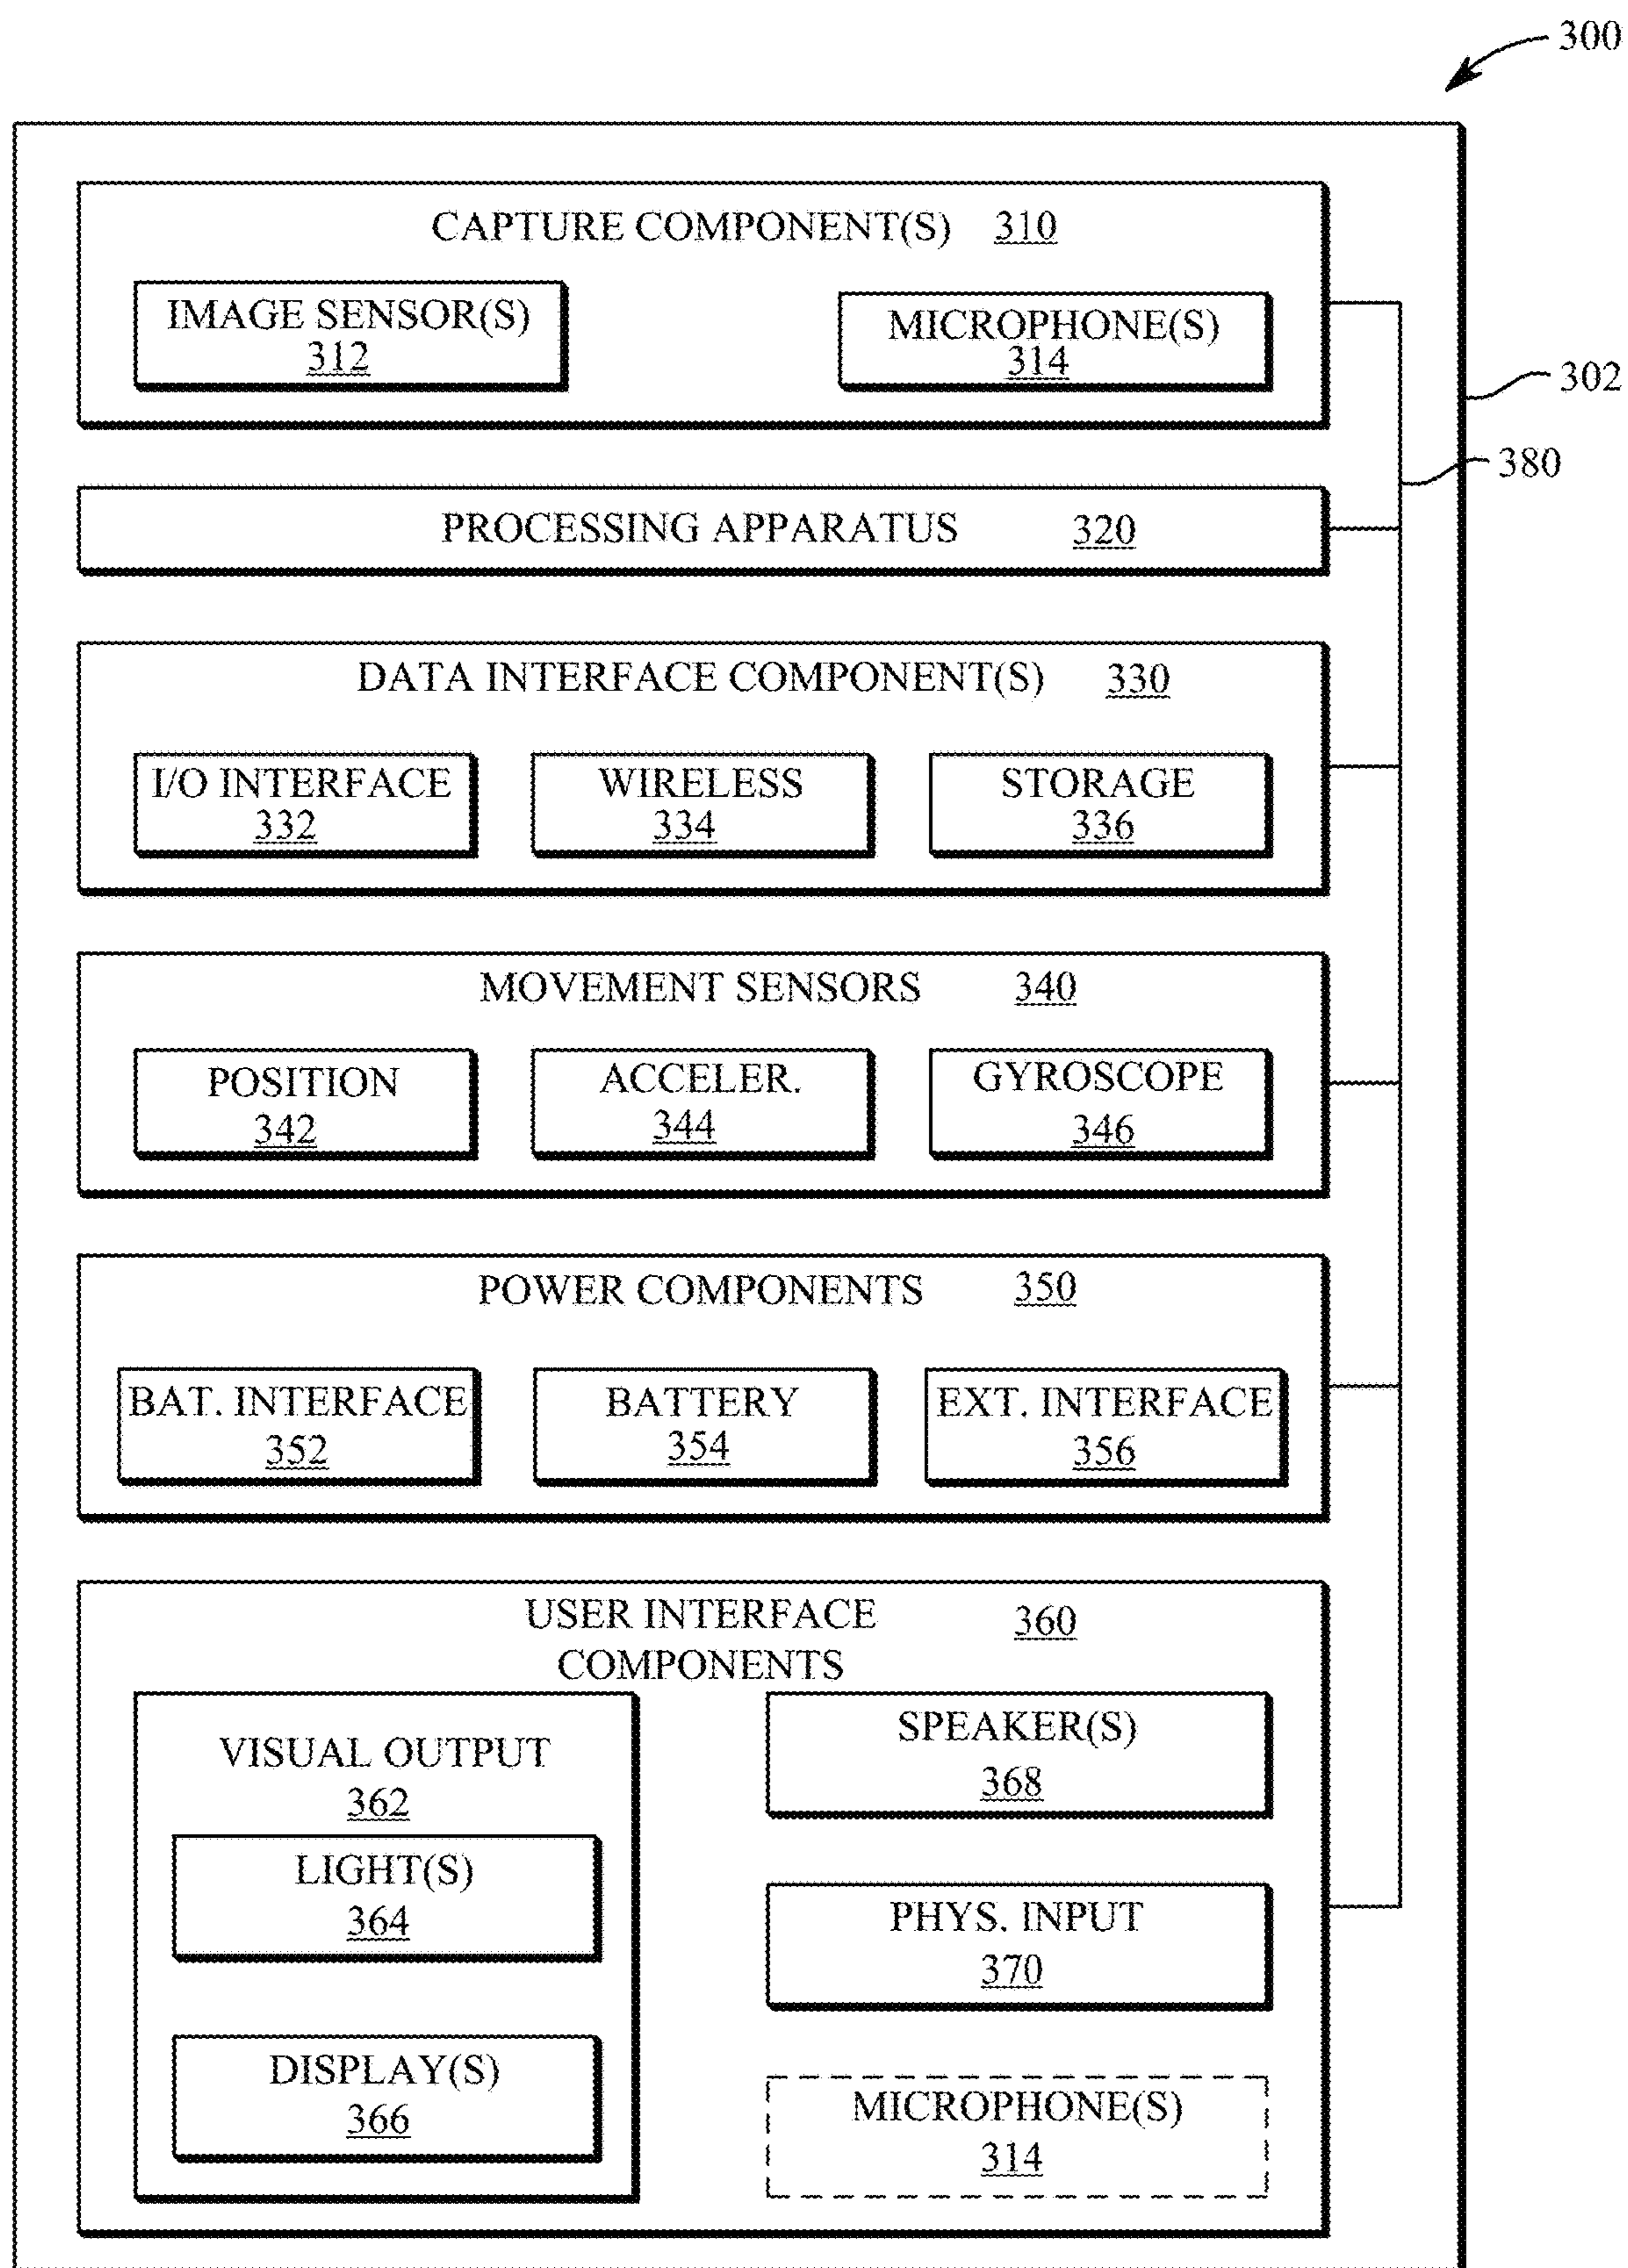 300
CAPTURE COMPONENT(S) 310
IMAGE SENSOR(S)
312
MICROPHONE(S)
314
302
380
PROCESSING APPARATUS 320
DATA INTERFACE COMPONENT(S) 330
I/O INTERFACE
332
WIRELESS
334
STORAGE
336
MOVEMENT SENSORS 340
POSITION
342
ACCELER.
344
GYROSCOPE
346
POWER COMPONENTS 350
BAT. INTERFACE
352
BATTERY
354
EXT. INTERFACE
356
USER INTERFACE 360
COMPONENTS
VISUAL OUTPUT
362
LIGHT(S)
364
DISPLAY(S)
366
SPEAKER(S)
368
PHYS. INPUT
370
MICROPHONE(S)
314